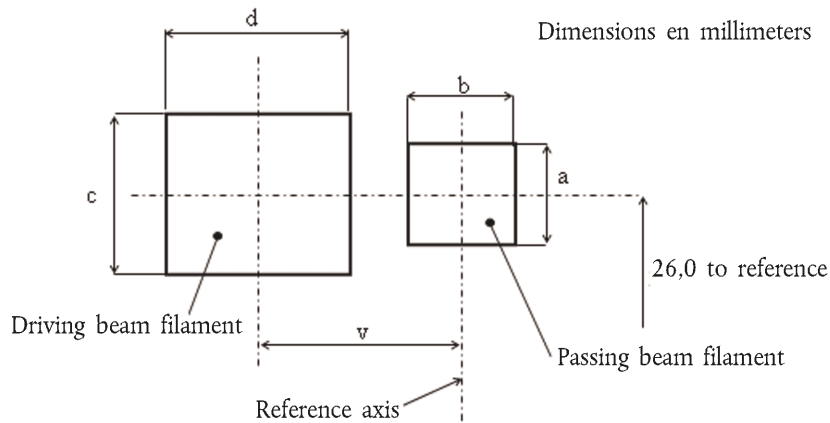 d
Dimensions en millimeters
b
c
a
26,0 to reference
Driving beam filament
v
Passing beam filament
Reference axis